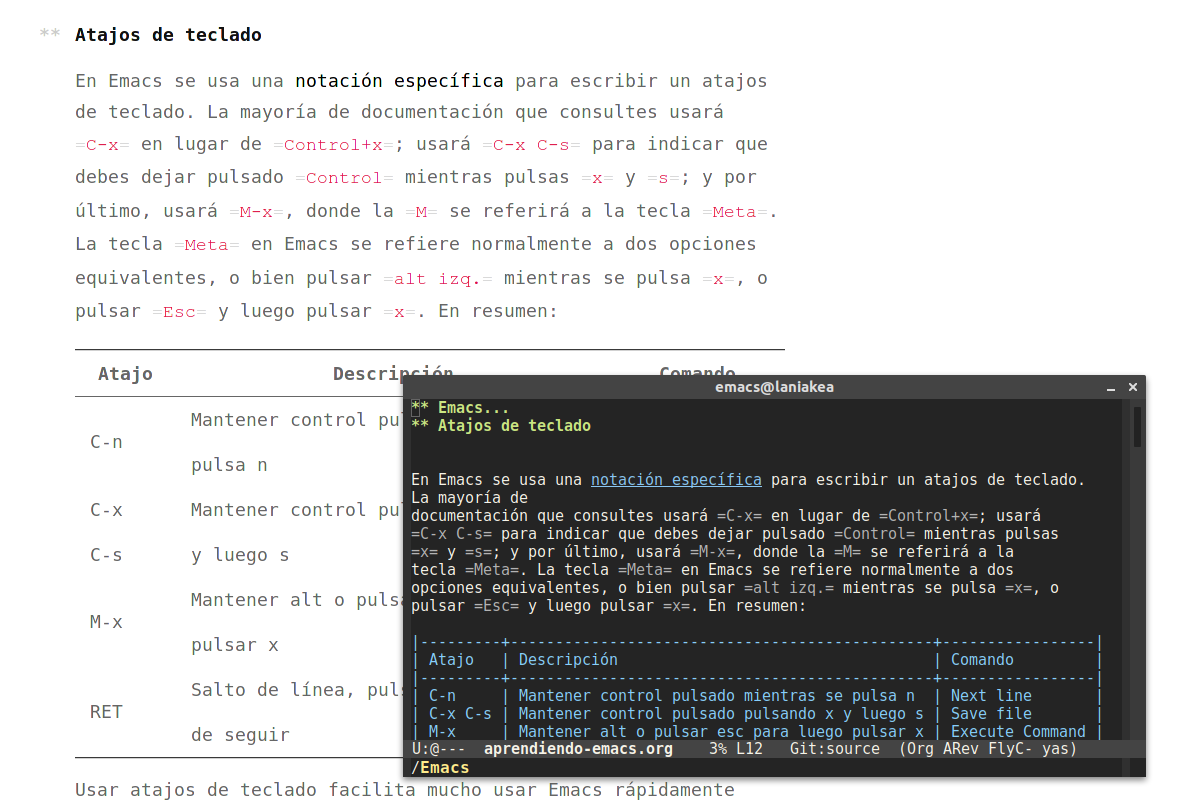 ** Atajos de teclado
En Emacs se usa una notación específica para escribir un atajos
de teclado. La mayoría de documentación que consultes usará
=C-x= en lugar de =Control+x=; usará =C-x C-s= para indicar que
debes dejar pulsado =Control= mientras pulsas =x= y =s=; y por
último, usará =M-x=, donde la =M= se referirá a la tecla =Meta=.
La tecla =Meta= en Emacs se refiere normalmente a dos opciones
equivalentes, o bien pulsar =alt izq.= mientras se pulsa =x=, o
pulsar =Esc= y luego pulsar =x=. En resumen:
Atajo Descripción Comando
Mantener control
C-n
pulsa n
C-x Mantener control
C-s y luego s
Mantener alt o
M-x
pulsar x
Salto de línea,
RET
de seguir
Usar atajos de teclado facilita mucho usar Emacs rápidamente
emacs@laniakea
** Emacs...
** Atajos de teclado
En Emacs se usa una notación específica para escribir un atajos de teclado.
La mayoría de
documentación que consultes usará =C-x= en lugar de =Control+x=; usará
=C-x C-s= para indicar que debes dejar pulsado =Control= mientras pulsas
=x= y =s=; y por último, usará =M-x=, donde la =M= se referirá a la
tecla =Meta=. La tecla =Meta= en Emacs se refiere normalmente a dos
opciones equivalentes, o bien pulsar =alt izq.= mientras se pulsa =x=, o
pulsar =Esc= y luego pulsar =x=. En resumen:
|---------+-----------------------------------------------+-----------------|
| Atajo | Descripción | Comando |
|---------+-----------------------------------------------+-----------------|
| C-n | Mantener control pulsado mientras se pulsa n | Next line |
| C-x C-s | Mantener control pulsado pulsando x y luego s | Save file |
| M-x | Mantener alt o pulsar esc para luego pulsar x | Execute Command |
U:@--- aprendiendo-emacs.org 3% L12 Git:source (Org ARev FlyC- yas)
/Emacs